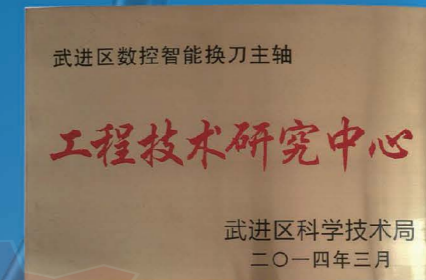 武进区数控智能换刀主轴
工程技术研究中心
武进区科学技术局
二〇一四年三月